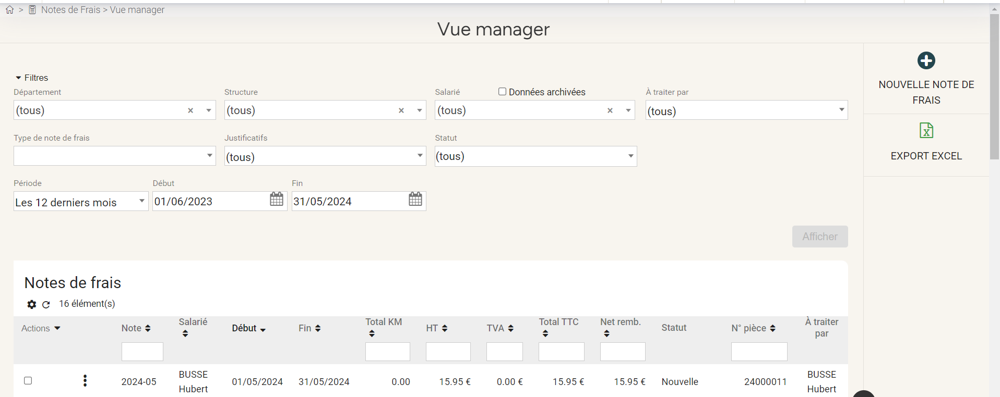 > Notes de Frais > Vue manager
Vue manager
NOUVELLE NOTE DE
FRAIS
EXPORT EXCEL
Filtres
Département
Structure
Salarié
Données archivées
À traiter par
(tous) ×
(tous) ×
(tous) ×
(tous)
Type de note de frais
Justificatifs
Statut
(tous)
(tous)
Période
Début
Fin
Les 12 derniers mois
01/06/2023
31/05/2024
Afficher
Notes de frais
16 élément(s)
Actions
Note
Salarié
Début
Fin
Total KM
HT
TVA
Total TTC
Net remb.
Statut
N° pièce
À traiter
par
2024-05
BUSSE
Hubert
01/05/2024
31/05/2024
0.00
15.95 €
0.00 €
15.95 €
15.95 €
Nouvelle
24000011
BUSSE
Hubert